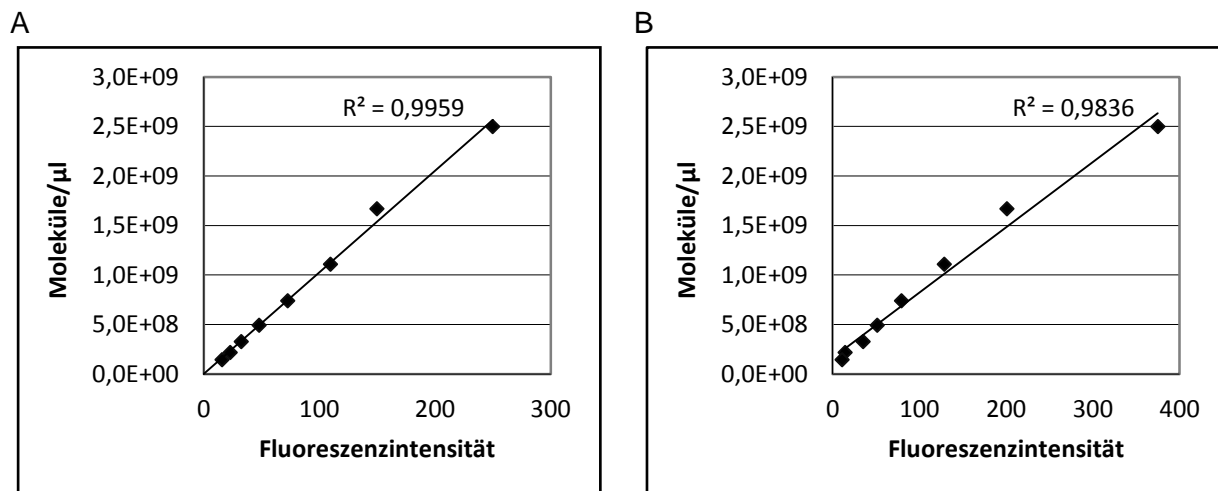 A
3,0E+09
2,5E+09
2,0E+09
1,5E+09
1,0E+09
5,0E+08
0,0E+00
Moleküle/µl
R² = 0,9959
0 100 200 300
Fluoreszenzintensität
B
3,0E+09
2,5E+09
2,0E+09
1,5E+09
1,0E+09
5,0E+08
0,0E+00
Moleküle/µl
R² = 0,9836
0 100 200 300 400
Fluoreszenzintensität